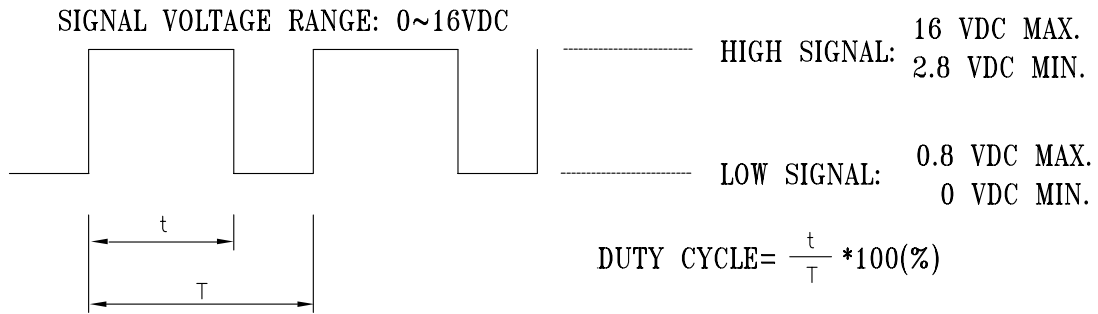 SIGNAL VOLTAGE RANGE: 0~16VDC
HIGH SIGNAL: 16 VDC MAX.
2.8 VDC MIN.
LOW SIGNAL: 0.8 VDC MAX.
0 VDC MIN.
t
T
DUTY CYCLE= t/T *100(%)